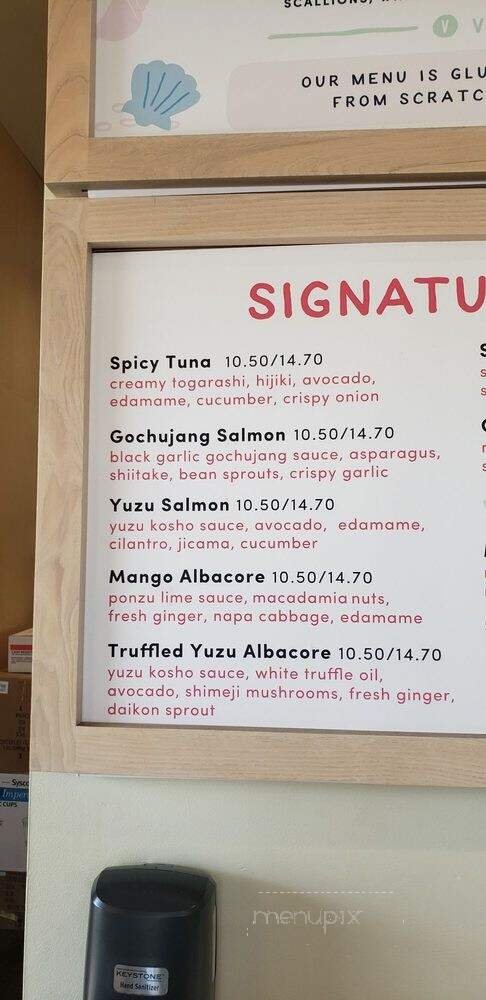 SCALLIONS,
V V
OUR MENU IS GLU
FROM SCRATC
SIGNATU
Spicy Tuna 10.50/14.70
creamy togarashi, hijiki, avocado,
edamame, cucumber, crispy onion
Gochujang Salmon 10.50/14.70
black garlic gochujang sauce, asparagus,
shiitake, bean sprouts, crispy garlic
Yuzu Salmon 10.50/14.70
yuzu kosho sauce, avocado, edamame,
cilantro, jicama, cucumber
Mango Albacore 10.50/14.70
ponzu lime sauce, macadamia nuts,
fresh ginger, napa cabbage, edamame
Truffled Yuzu Albacore 10.50/14.70
yuzu kosho sauce, white truffle oil,
avocado, shimeji mushrooms, fresh ginger,
daikon sprout
Sysco
Imper
CUPS
menupix
KEYSTONE
Hand Sanitizer